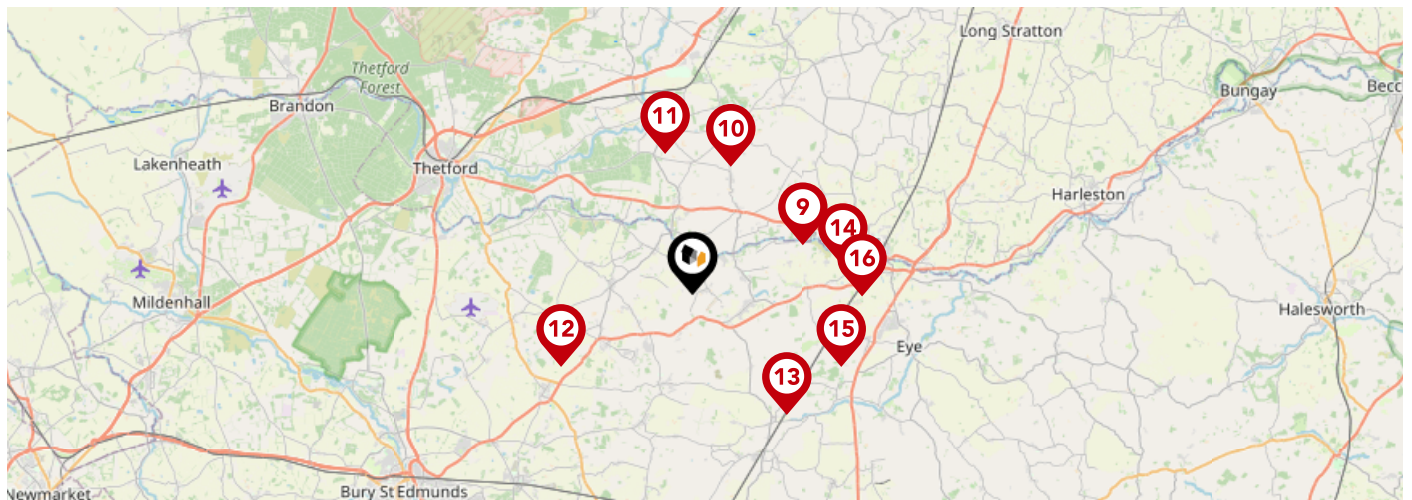 Long Stratton
Thetford
Forest
Brandon
Bungay
Becc
11
10
Lakenheath
Thetford
Harleston
9
14
16
Mildenhall
Halesworth
12
15
Eye
13
Newmarket
Bury St Edmunds